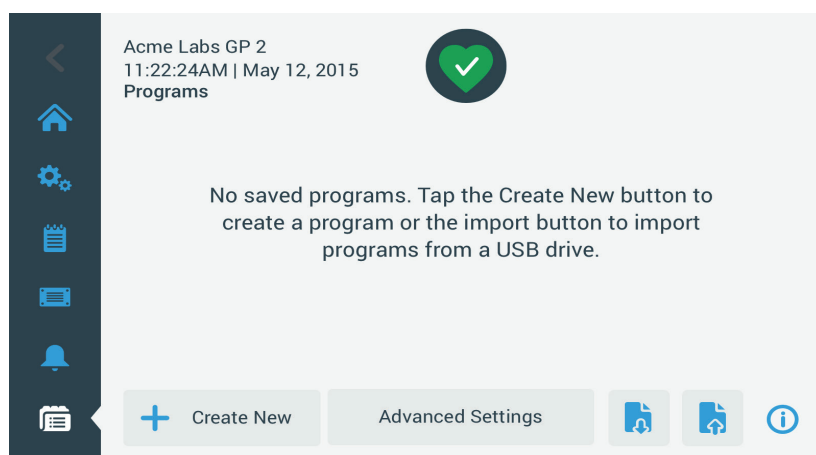 Acme Labs GP 2
11:22:24AM | May 12, 2015
Programs
No saved programs. Tap the Create New button to
create a program or the import button to import
programs from a USB drive.
Create New
Advanced Settings